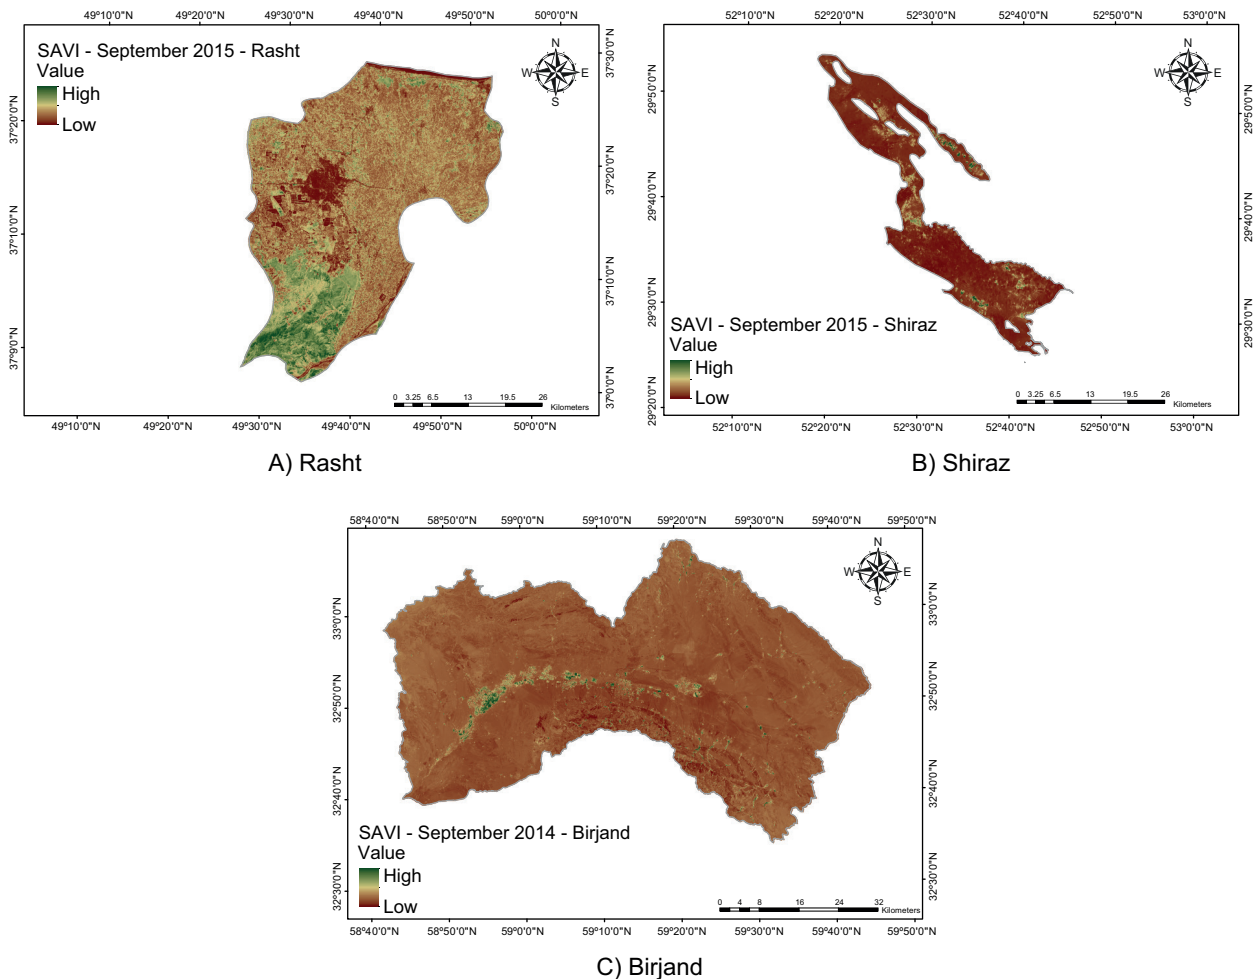 49°10'0"N 49°20'0"N 49°30'0"N 49°40'0"N 49°50'0"N 50°0'0"N
SAVI - September 2015 - Rasht
Value
High
Low
N
W E
S
37°20'0"N
37°10'0"N
37°9'0"N
37°30'0"N
37°20'0"N
37°10'0"N
37°0'0"N
0 3.25 6.5 13 19.5 26
Kilometers
49°10'0"N 49°20'0"N 49°30'0"N 49°40'0"N 49°50'0"N 50°0'0"N
A) Rasht
52°10'0"N 52°20'0"N 52°30'0"N 52°40'0"N 52°50'0"N 53°0'0"N
N
W E
S
29°50'0"N
29°40'0"N
29°30'0"N
29°20'0"N
29°50'0"N
29°40'0"N
29°30'0"N
SAVI - September 2015 - Shiraz
Value
High
Low
0 3.25 6.5 13 19.5 26
Kilometers
52°10'0"N 52°20'0"N 52°30'0"N 52°40'0"N 52°50'0"N 53°0'0"N
B) Shiraz
58°40'0"N 58°50'0"N 59°0'0"N 59°10'0"N 59°20'0"N 59°30'0"N 59°40'0"N 59°50'0"N
N
W E
S
33°0'0"N
32°50'0"N
32°40'0"N
32°30'0"N
33°0'0"N
32°50'0"N
32°40'0"N
32°30'0"N
SAVI - September 2014 - Birjand
Value
High
Low
0 4 8 16 24 32
Kilometers
58°40'0"N 58°50'0"N 59°0'0"N 59°10'0"N 59°20'0"N 59°30'0"N 59°40'0"N 59°50'0"N
C) Birjand